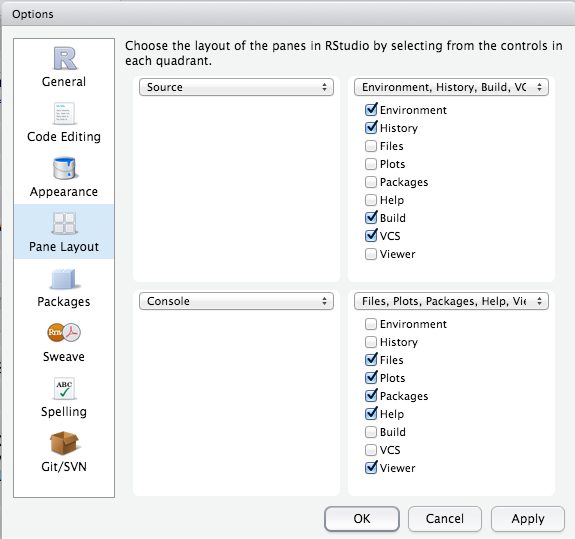 Options
Choose the layout of the panes in RStudio by selecting from the controls in
each quadrant.
R
General
Code Editing
Appearance
Pane Layout
Packages
Rnw
Sweave
ABC
Spelling
Git/SVN
Source
Environment, History, Build, VC
Environment
History
Files
Plots
Packages
Help
Build
VCS
Viewer
Console
Files, Plots, Packages, Help, Vie
Environment
History
Files
Plots
Packages
Help
Build
VCS
Viewer
OK
Cancel
Apply